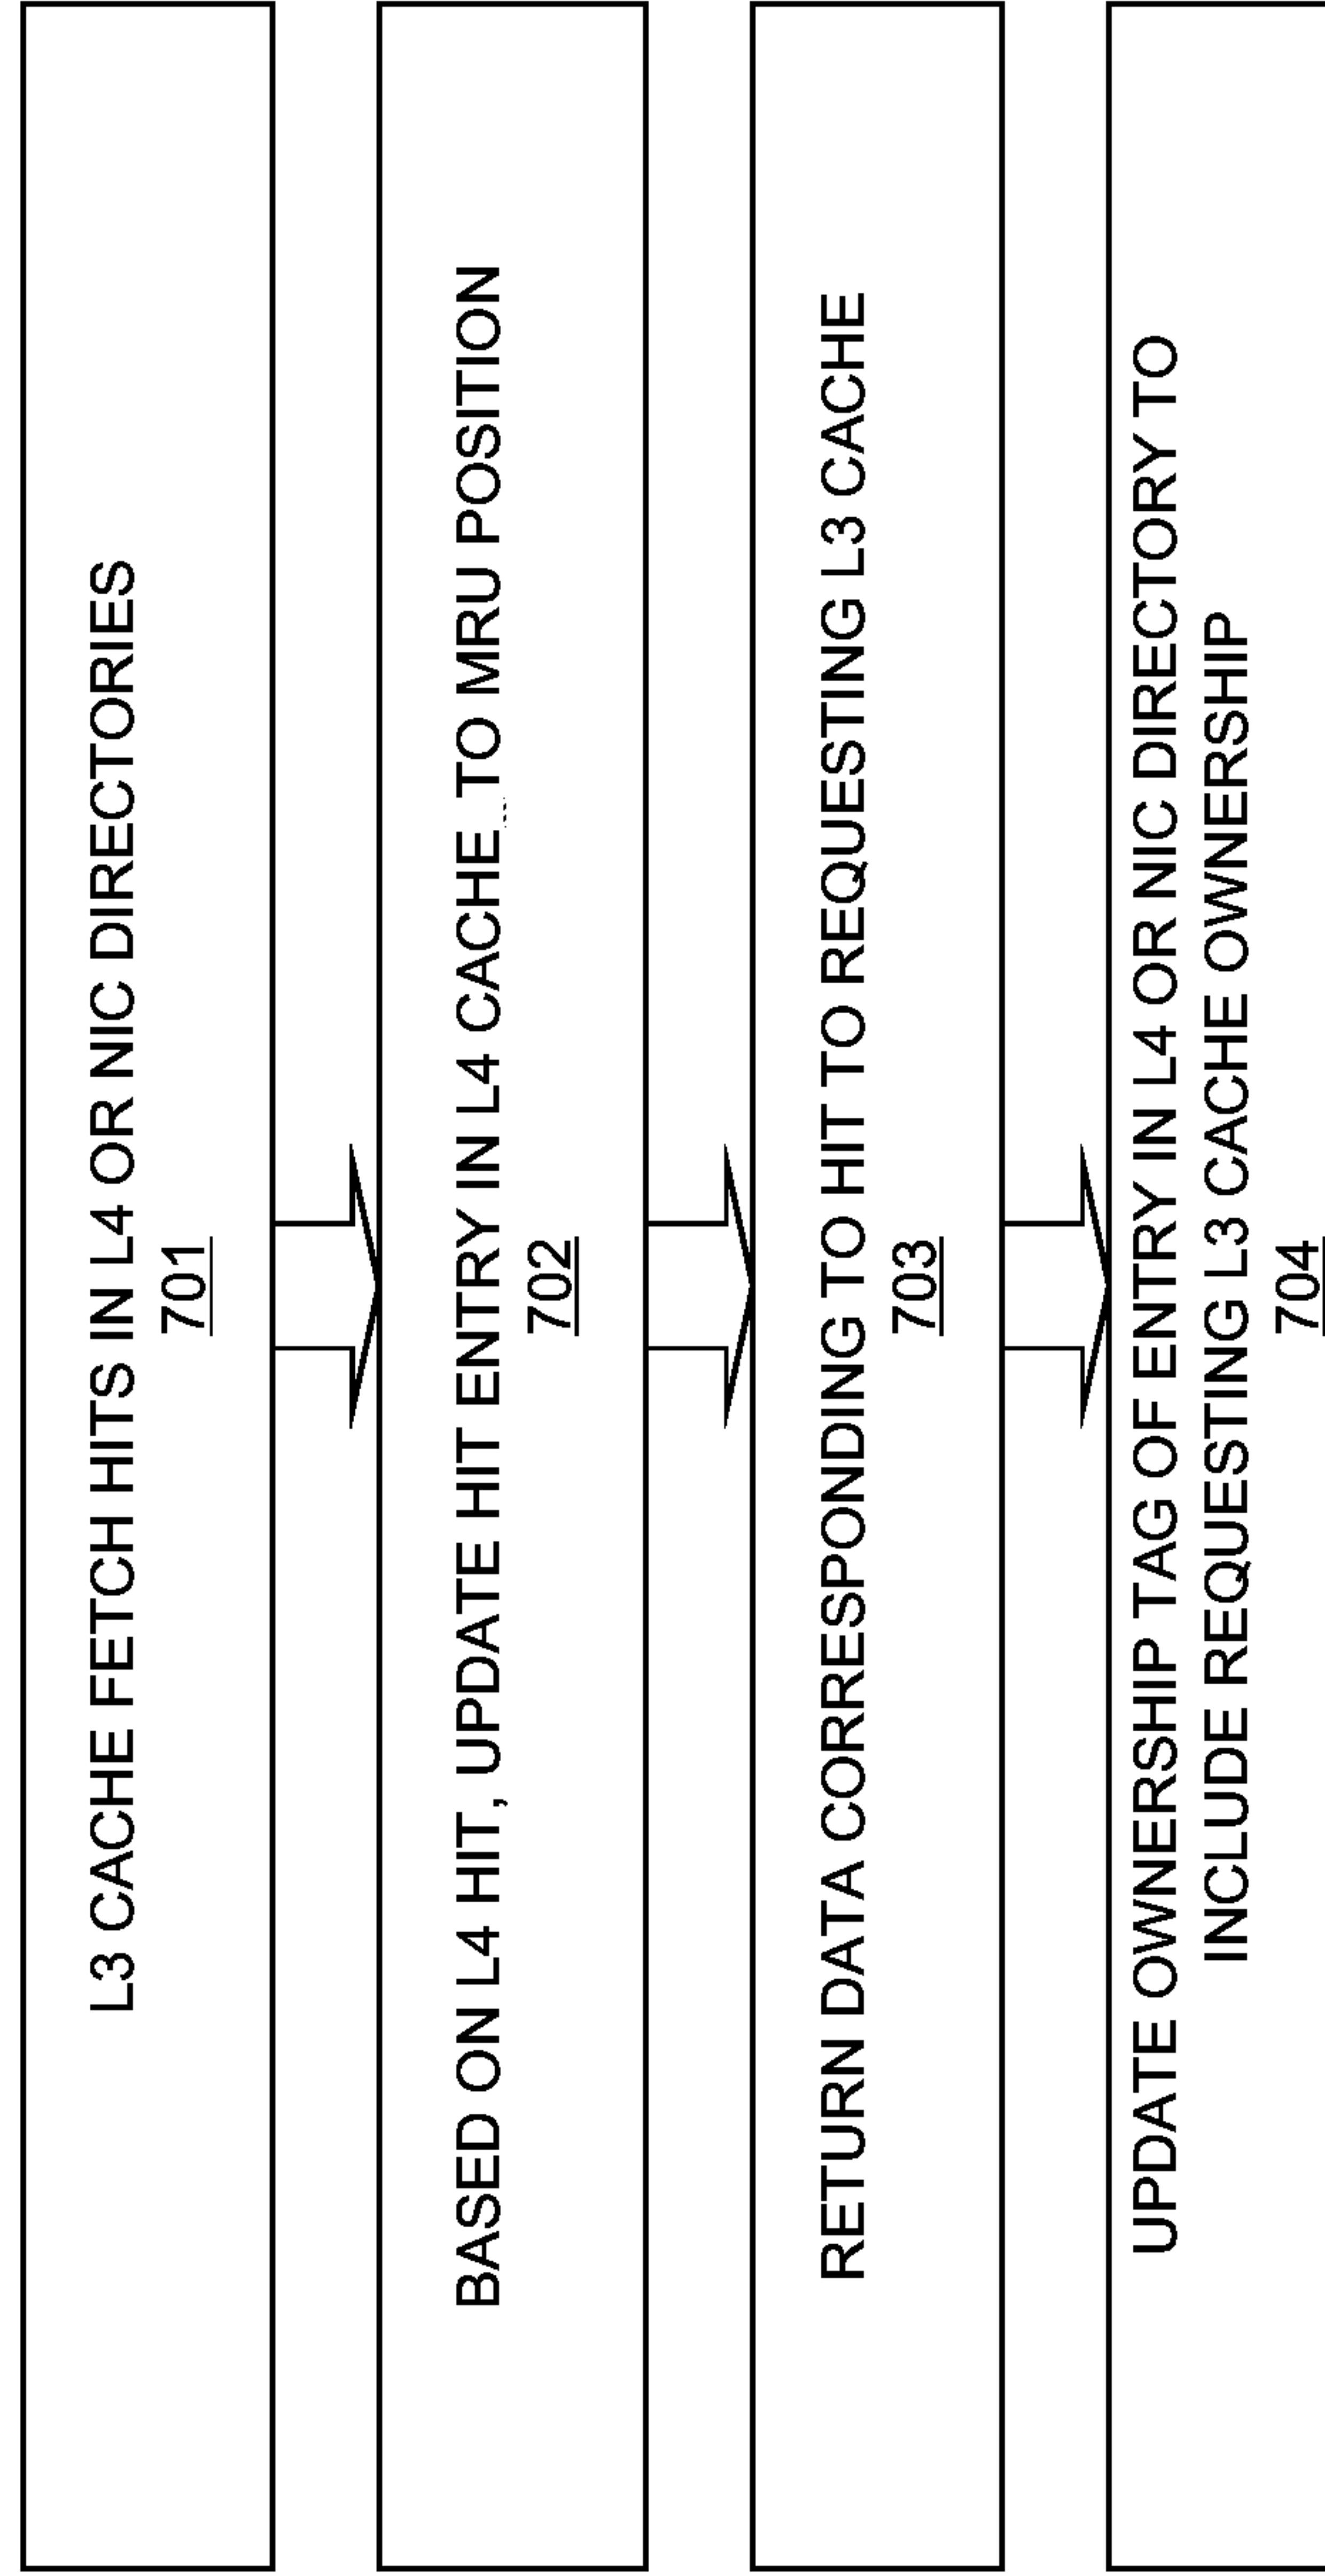 L3 CACHE FETCH HITS IN L4 OR NIC DIRECTORIES
701
BASED ON L4 HIT, UPDATE HIT ENTRY IN L4 CACHE TO MRU POSITION
702
RETURN DATA CORRESPONDING TO HIT TO REQUESTING L3 CACHE
703
UPDATE OWNERSHIP TAG OF ENTRY IN L4 OR NIC DIRECTORY TO
INCLUDE REQUESTING L3 CACHE OWNERSHIP
704